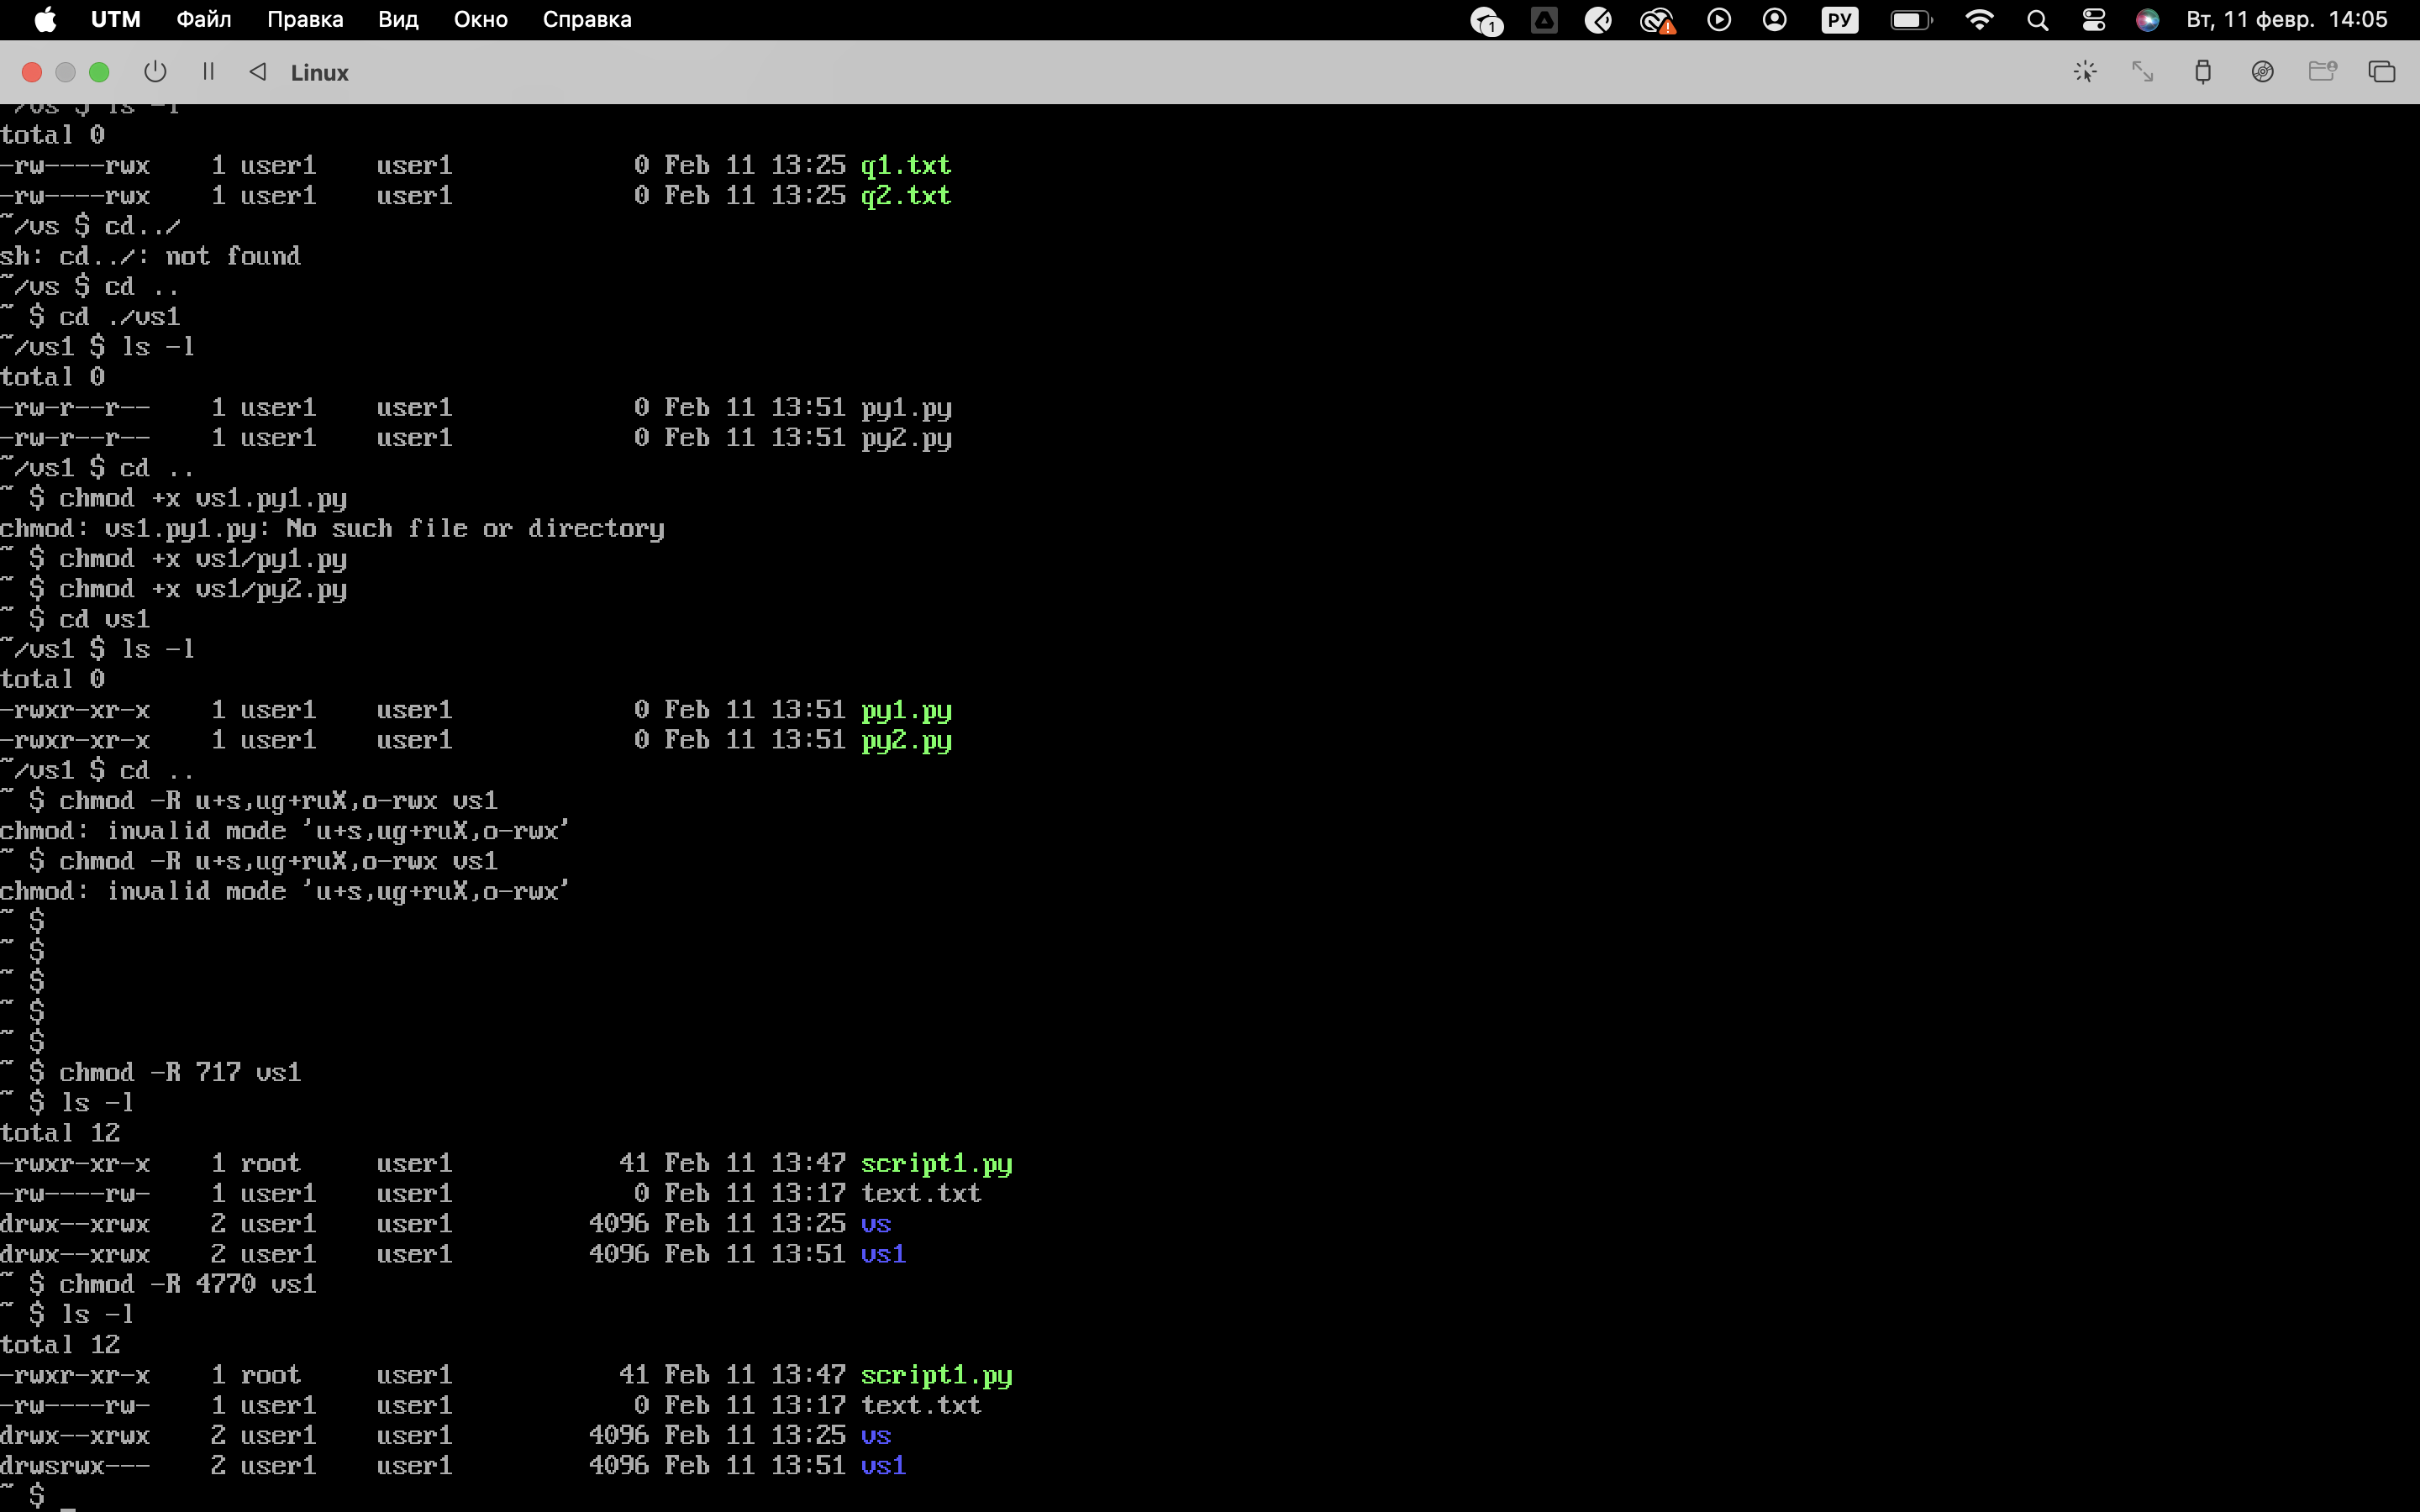 UTM Файл Правка Вид Окно Справка 1 РУ Вт, 11 февр. 14:05
Linux
~/vs $ ls -l
total 0
-rw----rwx    1 user1    user1            0 Feb 11 13:25 q1.txt
-rw----rwx    1 user1    user1            0 Feb 11 13:25 q2.txt
~/vs $ cd../
sh: cd../: not found
~/vs $ cd ..
~ $ cd ./vs1
~/vs1 $ ls -l
total 0
-rw-r--r--    1 user1    user1            0 Feb 11 13:51 py1.py
-rw-r--r--    1 user1    user1            0 Feb 11 13:51 py2.py
~/vs1 $ cd ..
~ $ chmod +x vs1.py1.py
chmod: vs1.py1.py: No such file or directory
~ $ chmod +x vs1/py1.py
~ $ chmod +x vs1/py2.py
~ $ cd vs1
~/vs1 $ ls -l
total 0
-rwxr-xr-x    1 user1    user1            0 Feb 11 13:51 py1.py
-rwxr-xr-x    1 user1    user1            0 Feb 11 13:51 py2.py
~/vs1 $ cd ..
~ $ chmod -R u+s,ug+ruX,o-rwx vs1
chmod: invalid mode 'u+s,ug+ruX,o-rwx'
~ $ chmod -R u+s,ug+ruX,o-rwx vs1
chmod: invalid mode 'u+s,ug+ruX,o-rwx'
~ $
~ $
~ $
~ $
~ $
~ $ chmod -R 717 vs1
~ $ ls -l
total 12
-rwxr-xr-x    1 root     user1           41 Feb 11 13:47 script1.py
-rw----rw-    1 user1    user1            0 Feb 11 13:17 text.txt
drwx--xrwx    2 user1    user1         4096 Feb 11 13:25 vs
drwx--xrwx    2 user1    user1         4096 Feb 11 13:51 vs1
~ $ chmod -R 4770 vs1
~ $ ls -l
total 12
-rwxr-xr-x    1 root     user1           41 Feb 11 13:47 script1.py
-rw----rw-    1 user1    user1            0 Feb 11 13:17 text.txt
drwx--xrwx    2 user1    user1         4096 Feb 11 13:25 vs
drwsrwx---    2 user1    user1         4096 Feb 11 13:51 vs1
~ $ _